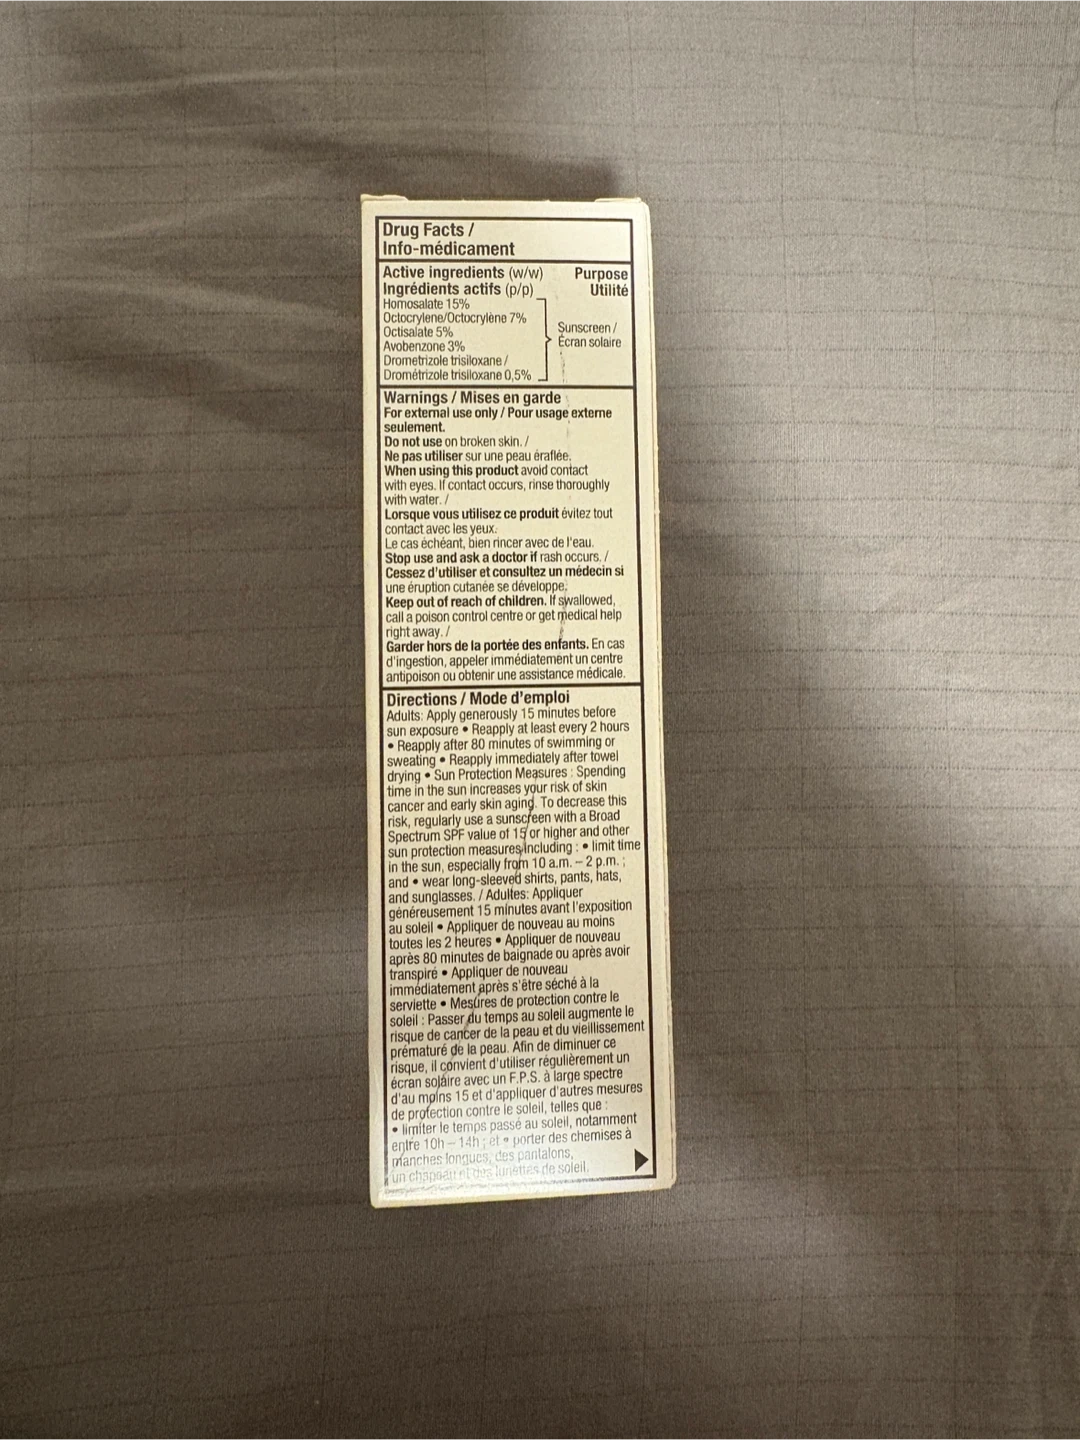 Drug Facts /
Info-médicament
Active ingredients (w/w) Purpose
Ingrédients actifs (p/p) Utilité
Homosalate 15%
Octocrylene/Octocrylène 7%
Octisalate 5%
Avobenzone 3%
Drometrizole trisiloxane /
Drométrizole trisiloxane 0,5%
Sunscreen /
Écran solaire
Warnings / Mises en garde
For external use only / Pour usage externe
seulement.
Do not use on broken skin. /
Ne pas utiliser sur une peau éraflée.
When using this product avoid contact
with eyes. If contact occurs, rinse thoroughly
with water. /
Lorsque vous utilisez ce produit évitez tout
contact avec les yeux.
Le cas échéant, bien rincer avec de l'eau.
Stop use and ask a doctor if rash occurs. /
Cessez d'utiliser et consultez un médecin si
une éruption cutanée se développe.
Keep out of reach of children. If swallowed,
call a poison control centre or get medical help
right away. /
Garder hors de la portée des enfants. En cas
d'ingestion, appeler immédiatement un centre
antipoison ou obtenir une assistance médicale.
Directions / Mode d'emploi
Adults: Apply generously 15 minutes before
sun exposure • Reapply at least every 2 hours
• Reapply after 80 minutes of swimming or
sweating • Reapply immediately after towel
drying • Sun Protection Measures : Spending
time in the sun increases your risk of skin
cancer and early skin aging. To decrease this
risk, regularly use a sunscreen with a Broad
Spectrum SPF value of 15 or higher and other
sun protection measures including : • limit time
in the sun, especially from 10 a.m. – 2 p.m. ;
and • wear long-sleeved shirts, pants, hats,
and sunglasses. / Adultes: Appliquer
généreusement 15 minutes avant l'exposition
au soleil • Appliquer de nouveau au moins
toutes les 2 heures • Appliquer de nouveau
après 80 minutes de baignade ou après avoir
transpiré • Appliquer de nouveau
immédiatement après s'être séché à la
serviette • Mesures de protection contre le
soleil : Passer du temps au soleil augmente le
risque de cancer de la peau et du vieillissement
prématuré de la peau. Afin de diminuer ce
risque, il convient d'utiliser régulièrement un
écran solaire avec un F.P.S. à large spectre
d'au moins 15 et d'appliquer d'autres mesures
de protection contre le soleil, telles que :
• limiter le temps passé au soleil, notamment
entre 10h – 14h ; et • porter des chemises à
manches longues, des pantalons,
un chapeau et des lunettes de soleil.